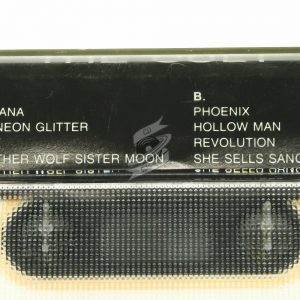 ANA
NEON GLITTER
THER WOLF SISTER MOON
B.
PHOENIX
HOLLOW MAN
REVOLUTION
SHE SELLS SANC